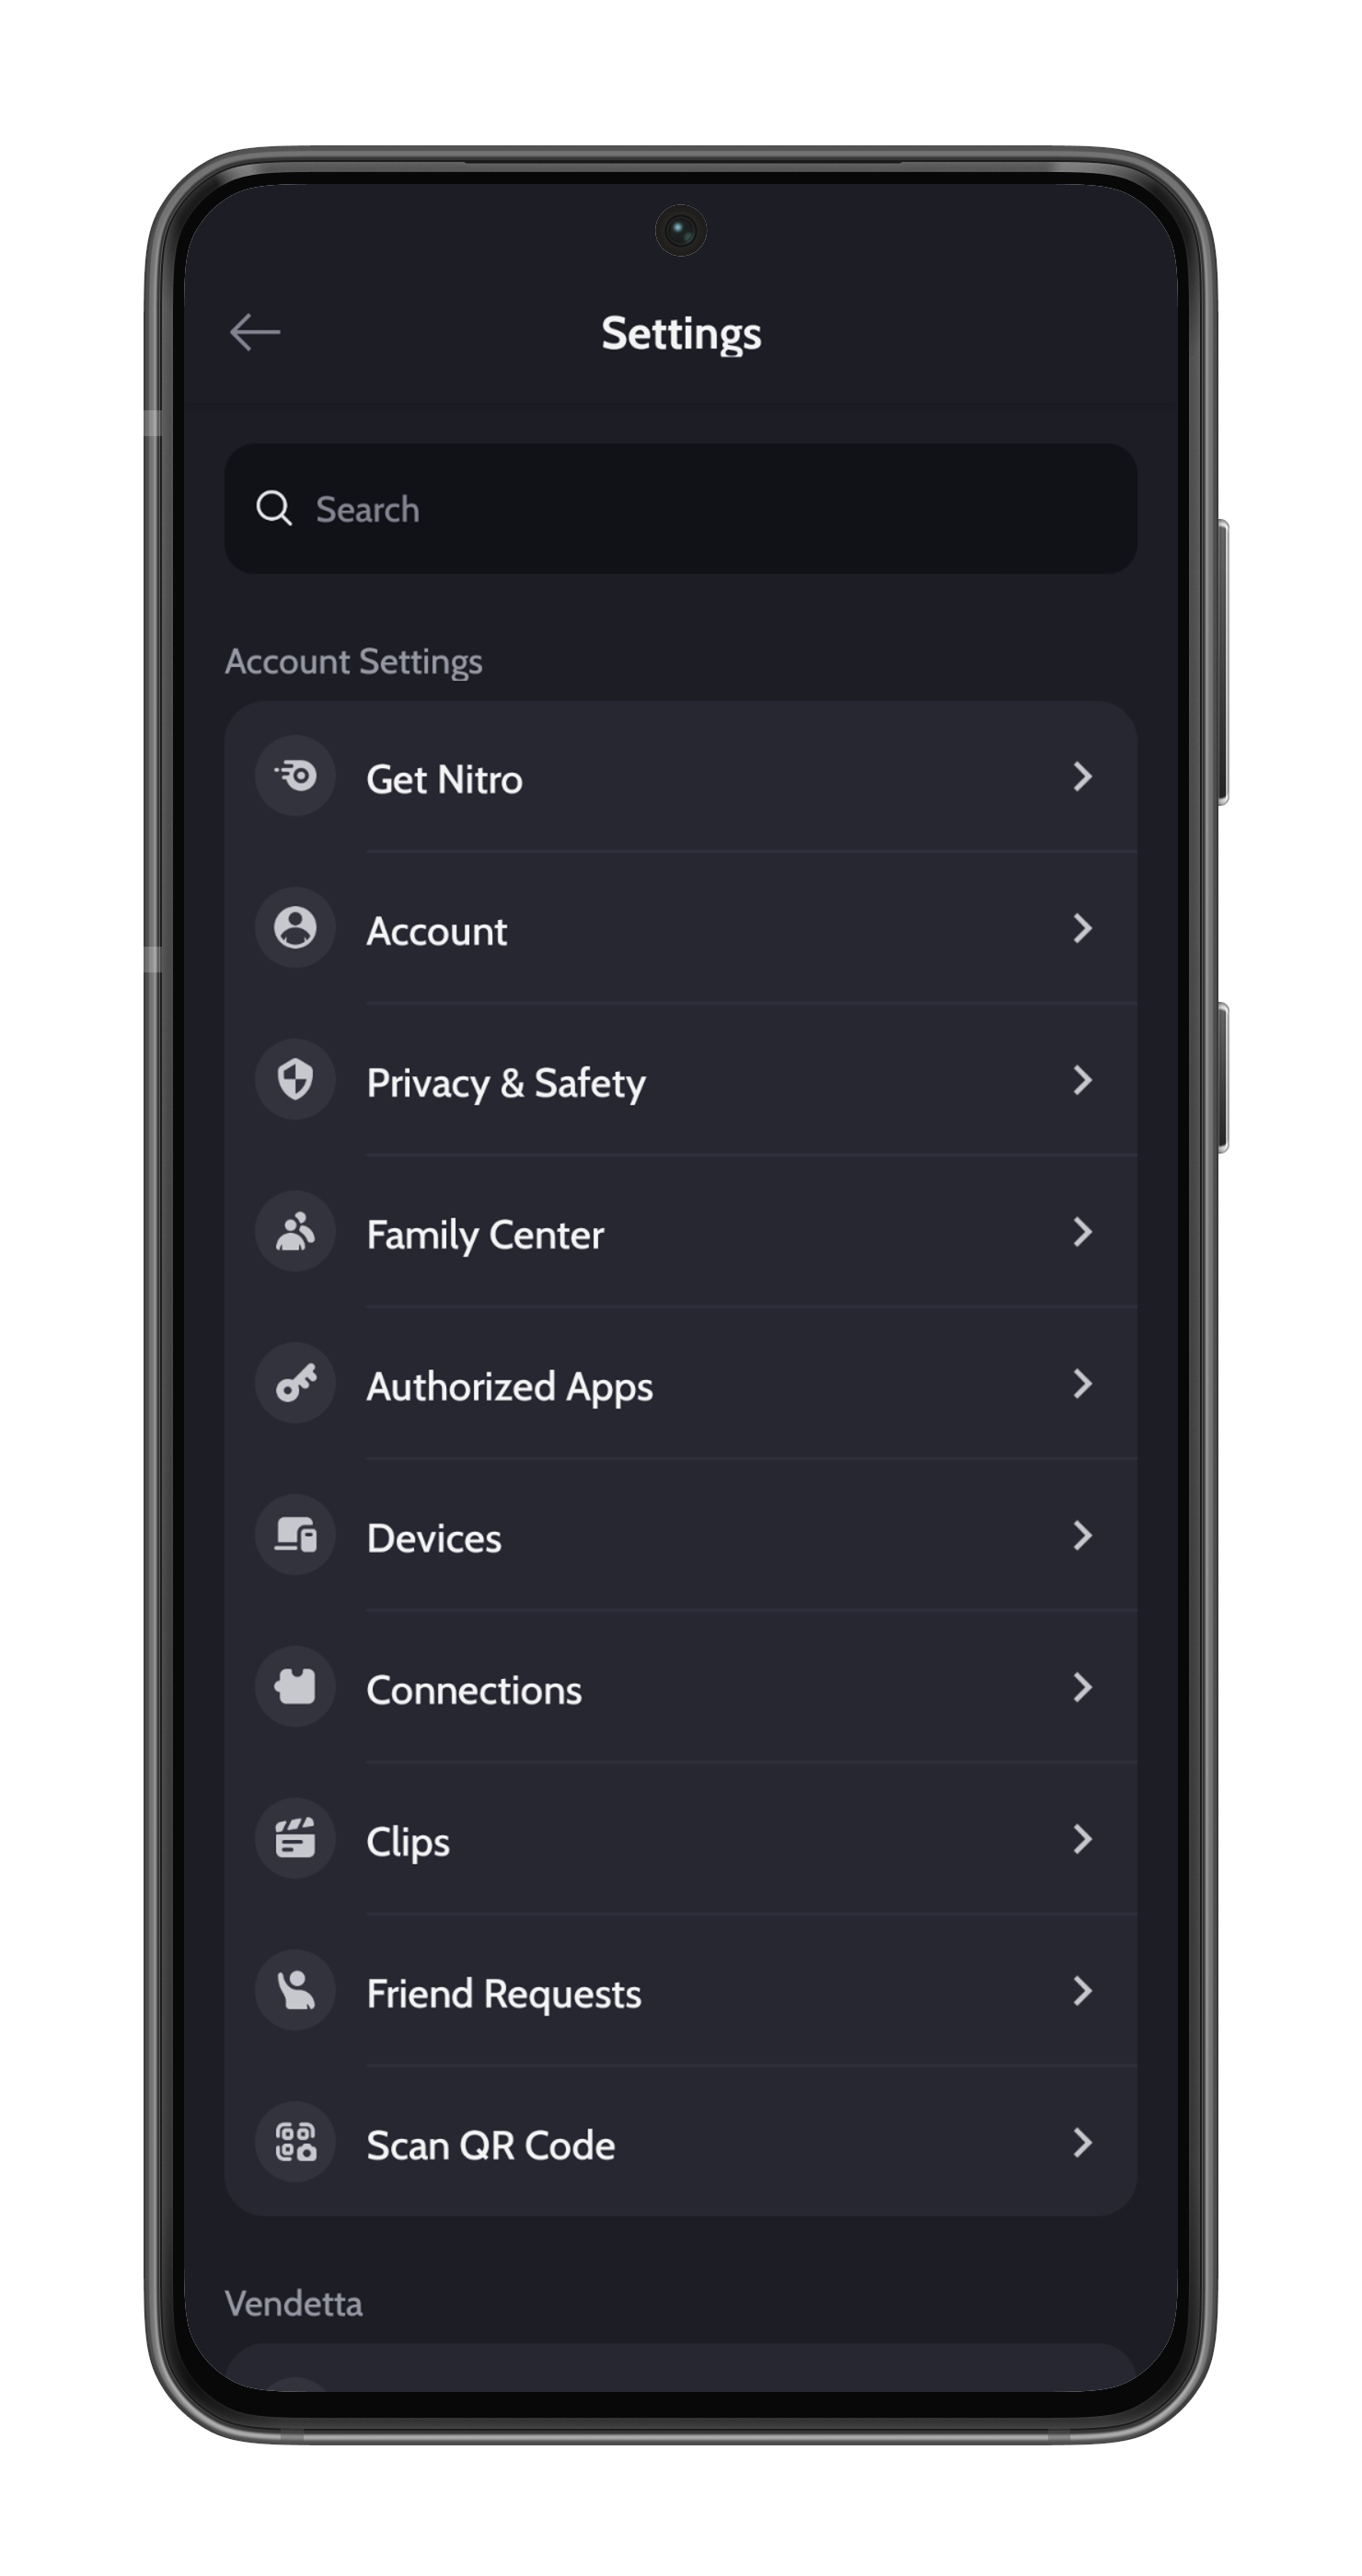 Settings
Search
Account Settings
Get Nitro
Account
Privacy & Safety
Family Center
Authorized Apps
Devices
Connections
Clips
Friend Requests
Scan QR Code
Vendetta